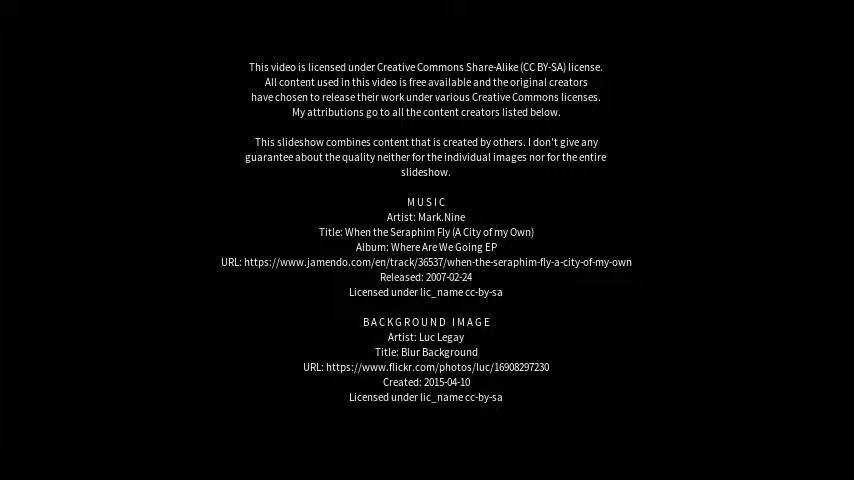 This video is licensed under Creative Commons Share-Alike (CC BY-SA) license.
All content used in this video is free available and the original creators
have chosen to release their work under various Creative Commons licenses.
My attributions go to all the content creators listed below.
This slideshow combines content that is created by others. I don't give any
guarantee about the quality neither for the individual images nor for the entire
slideshow.
MUSIC
Artist: Mark.Nine
Title: When the Seraphim Fly (A City of my Own)
Album: Where Are We Going EP
URL: https://www.jamendo.com/en/track/36537/when-the-seraphim-fly-a-city-of-my-own
Released: 2007-02-24
Licensed under lic_name cc-by-sa
BACKGROUND IMAGE
Artist: Luc Legay
Title: Blur Background
URL: https://www.flickr.com/photos/luc/16908297230
Created: 2015-04-10
Licensed under lic_name cc-by-sa